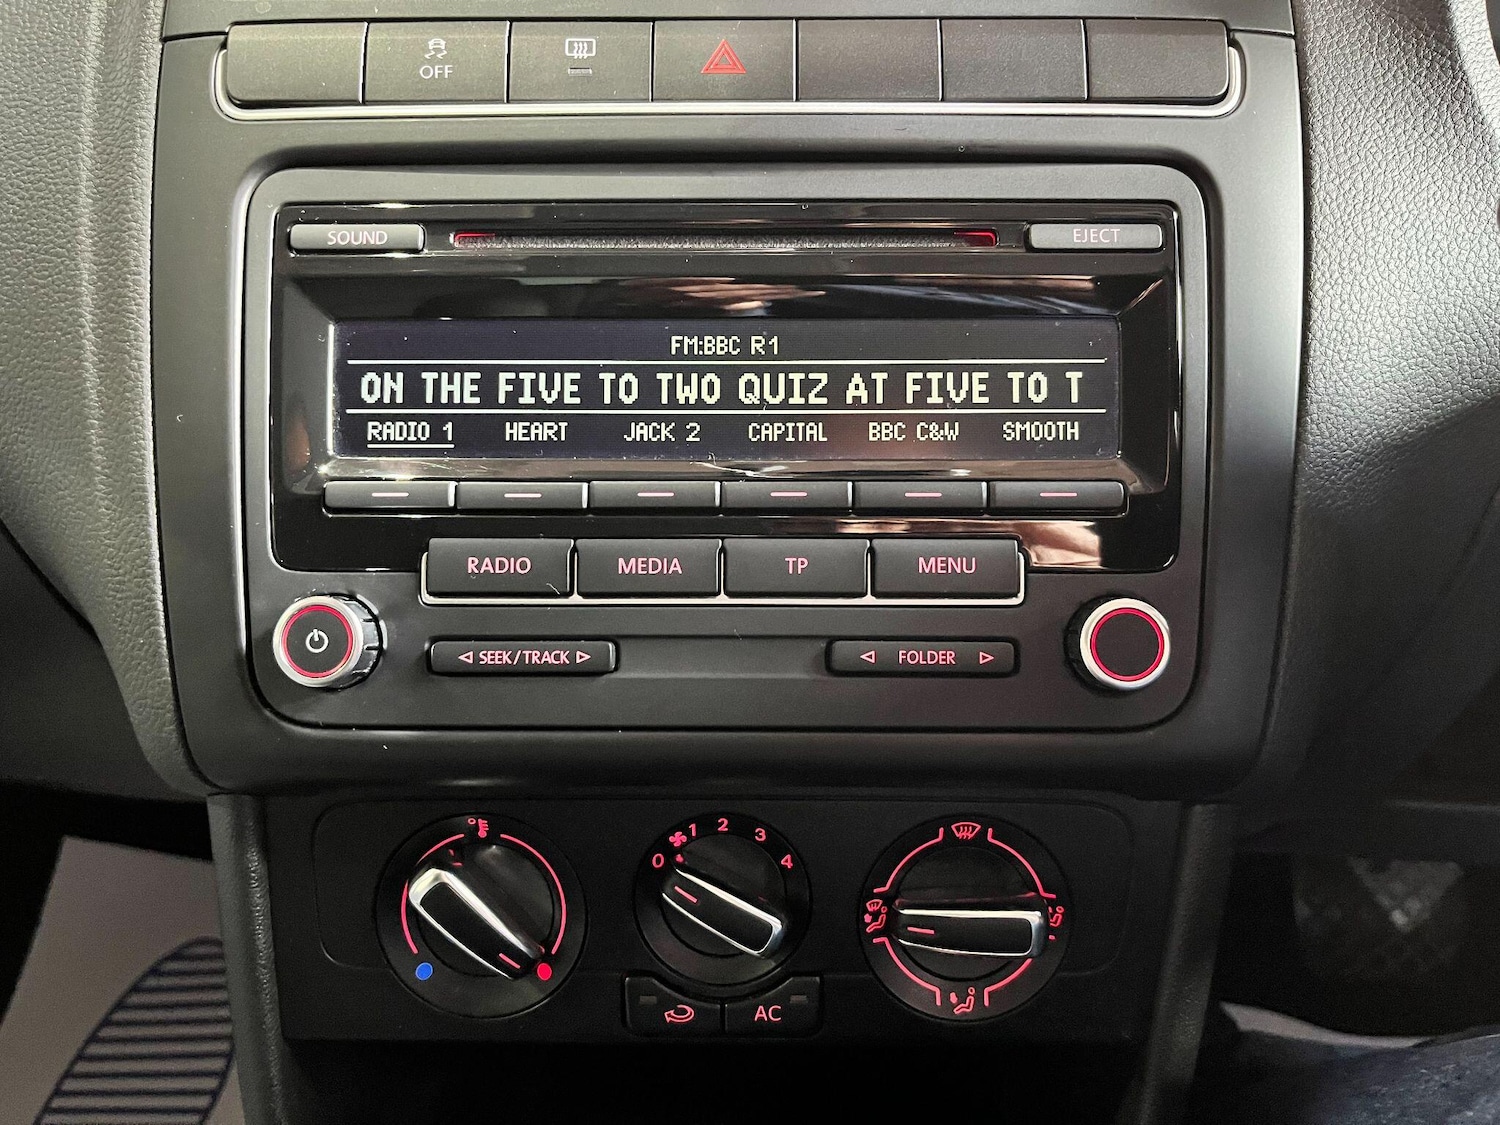 OFF
SOUND EJECT
FM:BBC R1
ON THE FIVE TO TWO QUIZ AT FIVE TO T
RADIO 1 HEART JACK 2 CAPITAL BBC C&W SMOOTH
RADIO MEDIA TP MENU
SEEK/TRACK FOLDER
0 1 2 3 4
AC